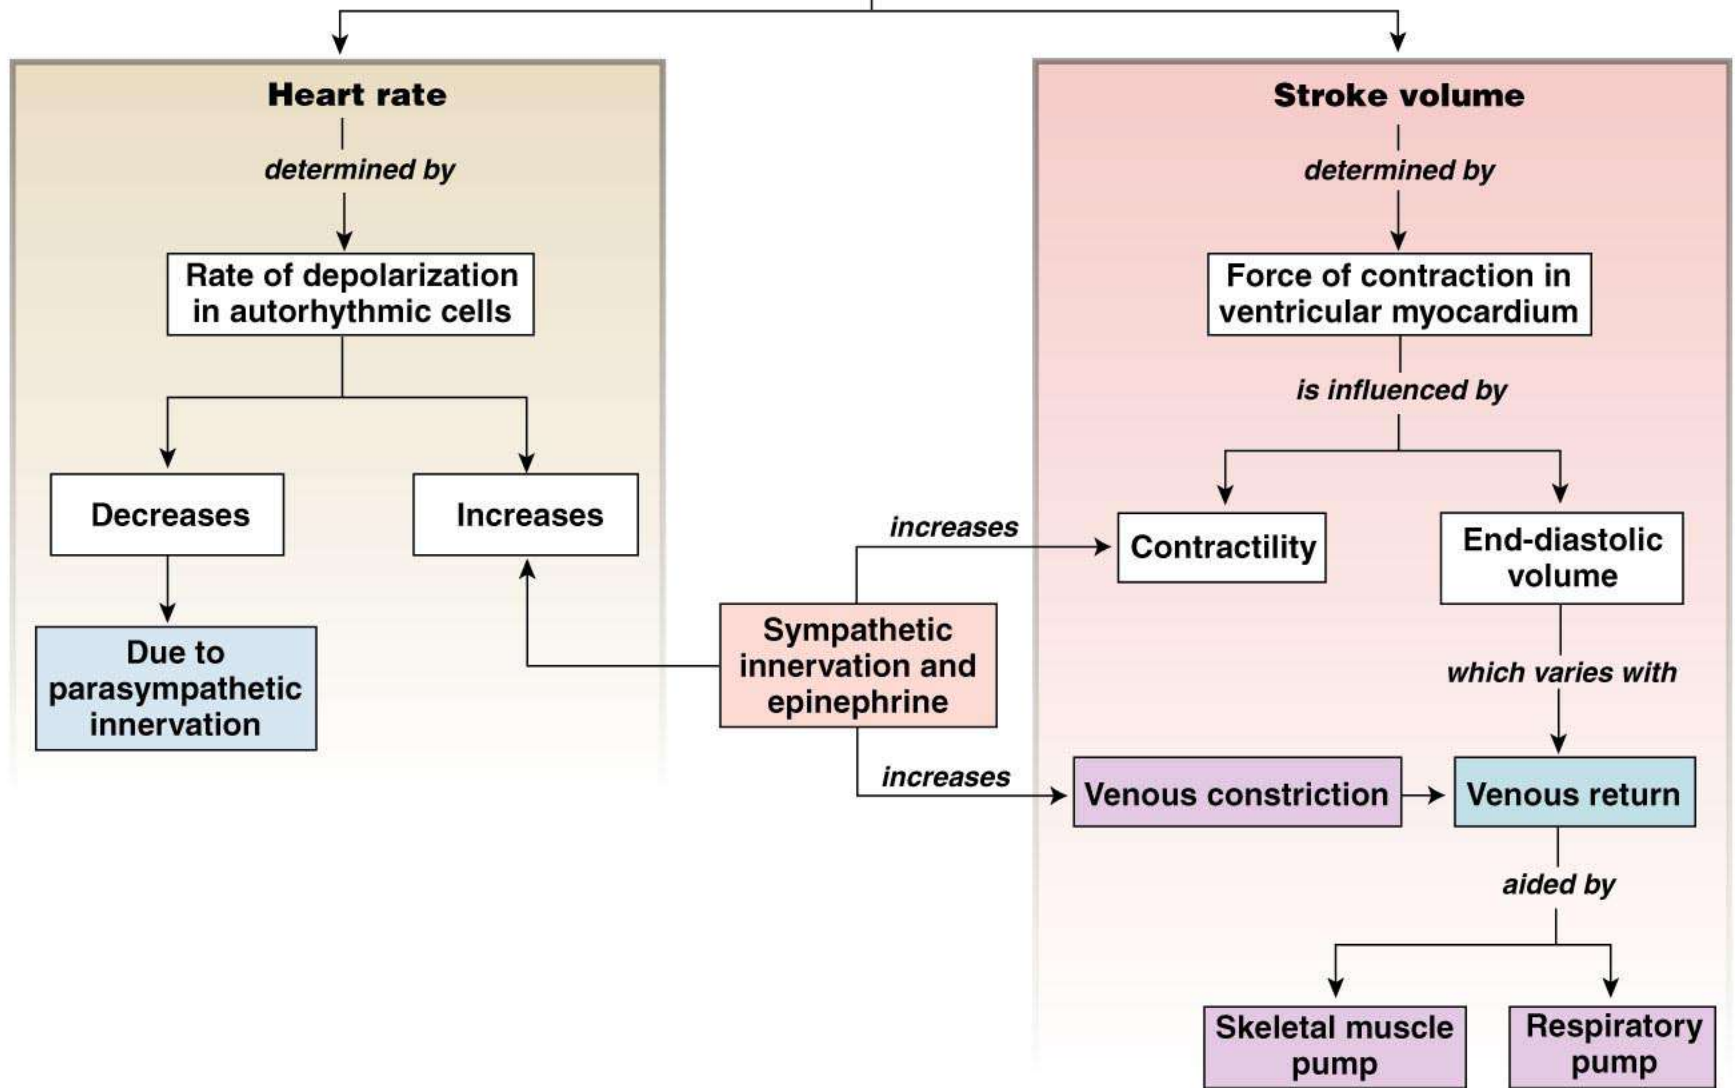 Heart rate
determined by
Rate of depolarization
in autorhythmic cells
Decreases
Increases
Due to
parasympathetic
innervation
Sympathetic
innervation and
epinephrine
increases
increases
Stroke volume
determined by
Force of contraction in
ventricular myocardium
is influenced by
Contractility
End-diastolic
volume
which varies with
Venous constriction
Venous return
aided by
Skeletal muscle
pump
Respiratory
pump